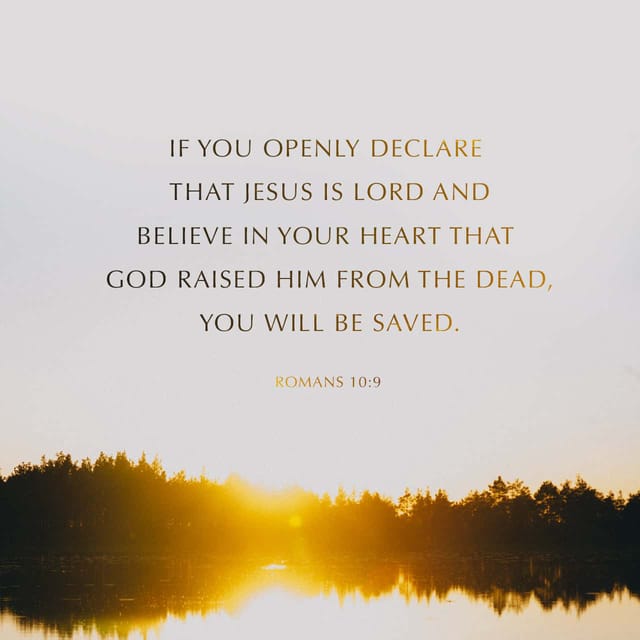 IF YOU OPENLY DECLARE
THAT JESUS IS LORD AND
BELIEVE IN YOUR HEART THAT
GOD RAISED HIM FROM THE DEAD,
YOU WILL BE SAVED.
ROMANS 10:9